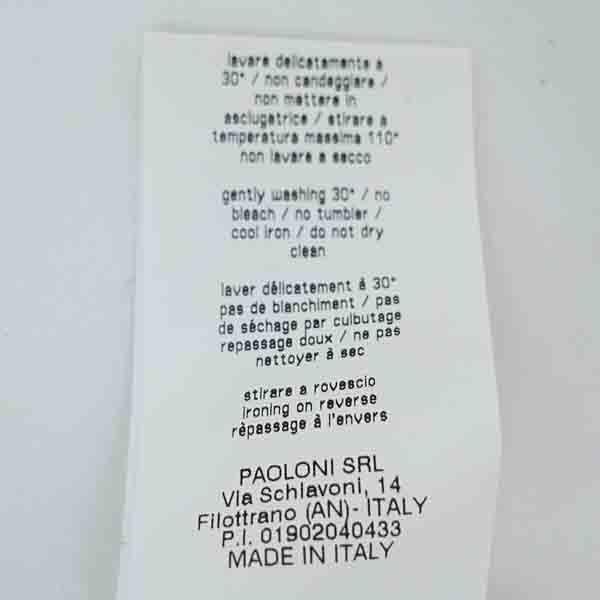 lavare delicatamente a
30° / non candeggiare /
non mettere in
asciugatrice / stirare a
temperatura massima 110°
non lavare a secco
gently washing 30° / no
bleach / no tumbler /
cool iron / do not dry
clean
laver délicatement á 30°
pas de blanchiment / pas
de séchage par culbutage
repassage doux / ne pas
nettoyer à sec
stirare a rovescio
ironing on reverse
rèpassage à l'envers
PAOLONI SRL
Via Schiavoni, 14
Filottrano (AN)- ITALY
P.I. 01902040433
MADE IN ITALY